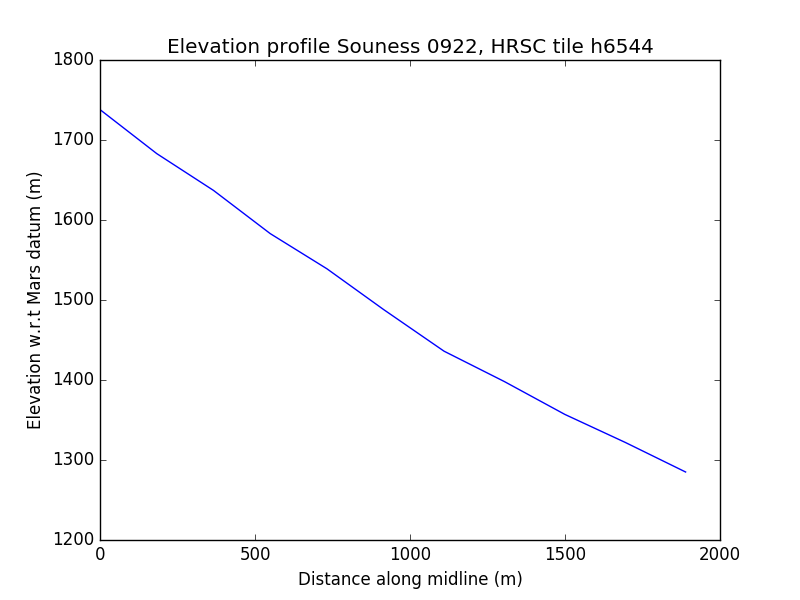 Elevation profile Souness 0922, HRSC tile h6544
1800
1700
1600
1500
1400
1300
1200
Elevation w.r.t Mars datum (m)
0 500 1000 1500 2000
Distance along midline (m)